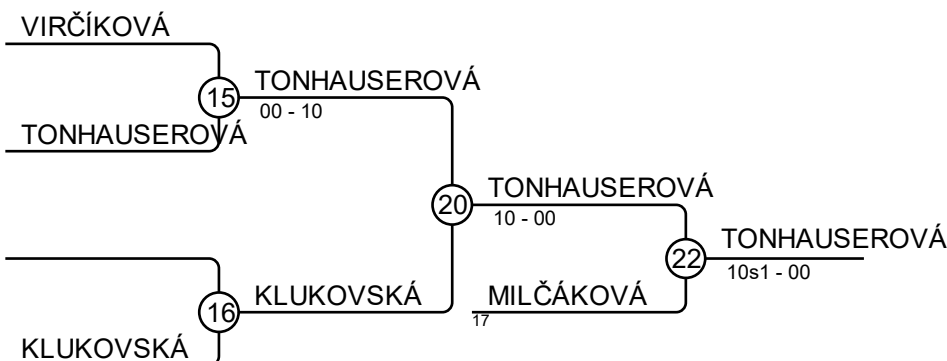 VIRČÍKOVÁ
15
TONHAUSEROVÁ
00 - 10
TONHAUSEROVÁ
20
TONHAUSEROVÁ
10 - 00
22
TONHAUSEROVÁ
10s1 - 00
16
KLUKOVSKÁ
MILČÁKOVÁ
17
KLUKOVSKÁ